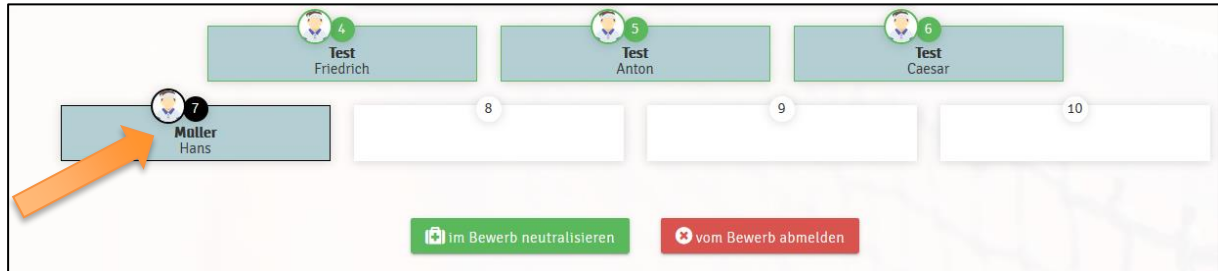 4 5 6
Test Test Test
Friedrich Anton Caesar
7 8 9 10
Müller
Hans
im Bewerb neutralisieren vom Bewerb abmelden